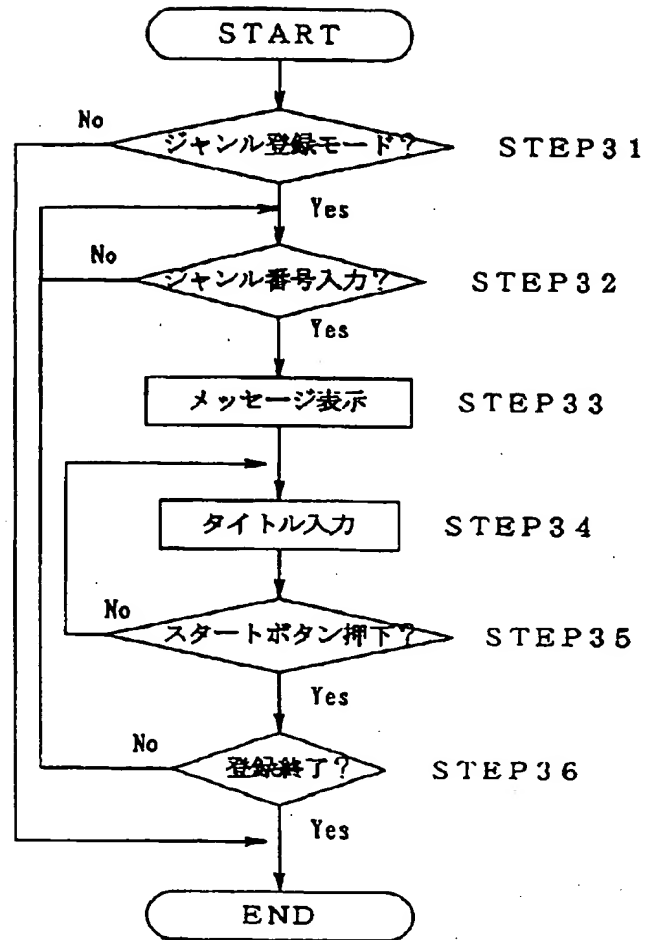 START
No
ジャンル登録モード?
STEP31
Yes
No
ジャンル番号入力?
STEP32
Yes
メッセージ表示
STEP33
タイトル入力
STEP34
No
スタートボタン押下?
STEP35
Yes
No
登録終了?
STEP36
Yes
END